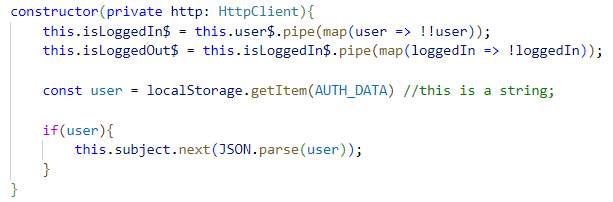 constructor(private http: HttpClient){
this.isLoggedIn$ = this.user$.pipe(map(user => !!user));
this.isLoggedOut$ = this.isLoggedIn$.pipe(map(loggedIn => !loggedIn));
const user = localStorage.getItem(AUTH_DATA) //this is a string;
if(user){
this.subject.next(JSON.parse(user));
}
}